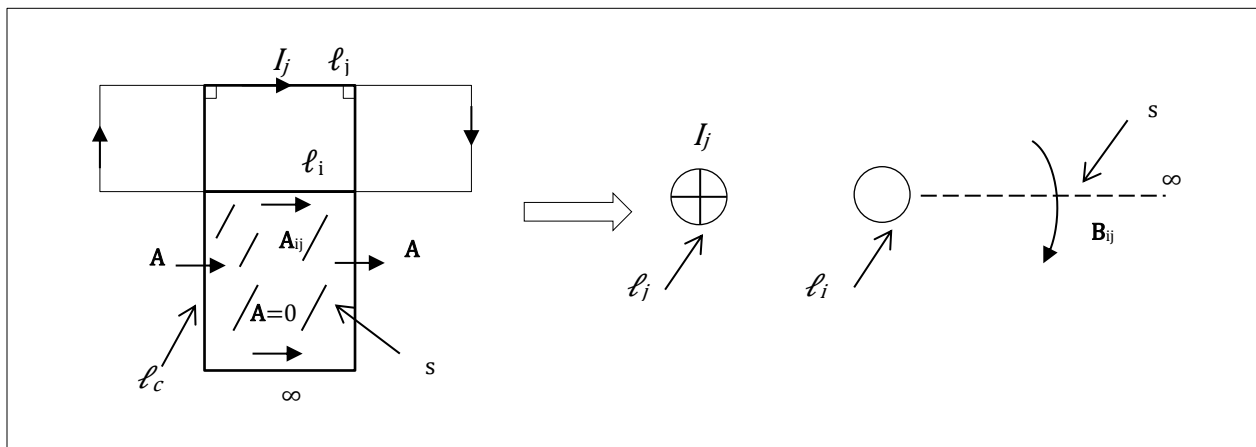 I_j ℓ_j
ℓ_i
A_ij
A A
A=0
ℓ_c
s
∞
I_j
ℓ_j
ℓ_i
s
∞
B_ij